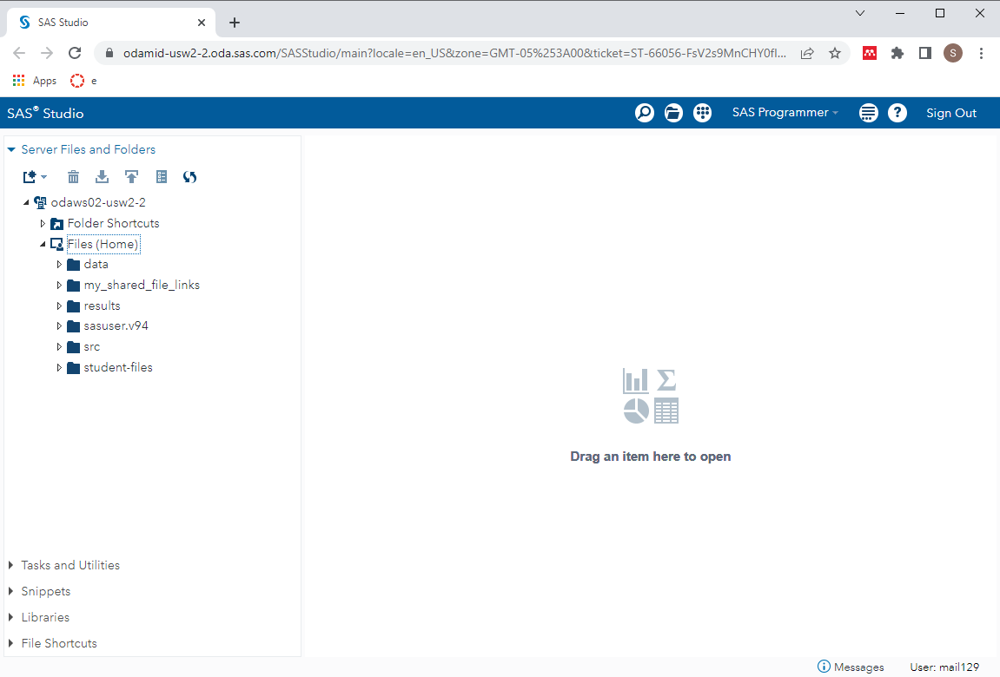 SAS Studio
odamid-usw2-2.oda.sas.com/SASStudio/main?locale=en_US&zone=GMT-05%253A00&ticket=ST-66056-FsV2s9MnCHY0fl...
S
Apps
e
SAS® Studio
SAS Programmer
?
Sign Out
Server Files and Folders
odaws02-usw2-2
Folder Shortcuts
Files (Home)
data
my_shared_file_links
results
sasuser.v94
src
student-files
Drag an item here to open
Tasks and Utilities
Snippets
Libraries
File Shortcuts
Messages
User: mail129